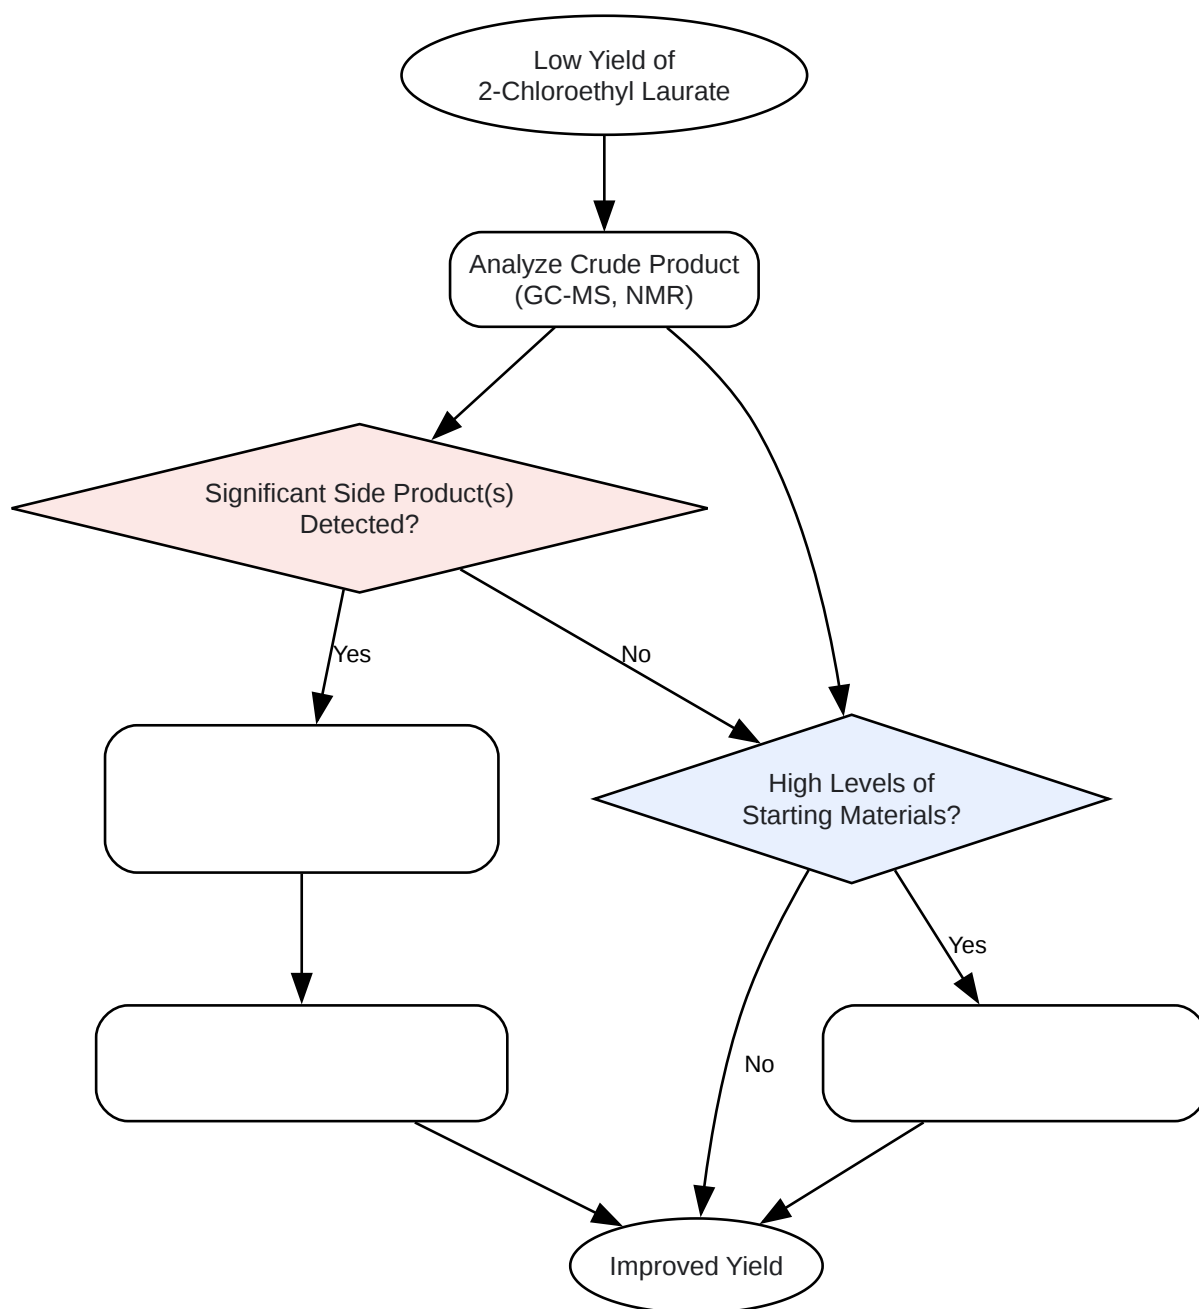 Low Yield of
2-Chloroethyl Laurate
Analyze Crude Product
(GC-MS, NMR)
Significant Side Product(s)
Detected?
Yes
No
High Levels of
Starting Materials?
Yes
No
Improved Yield